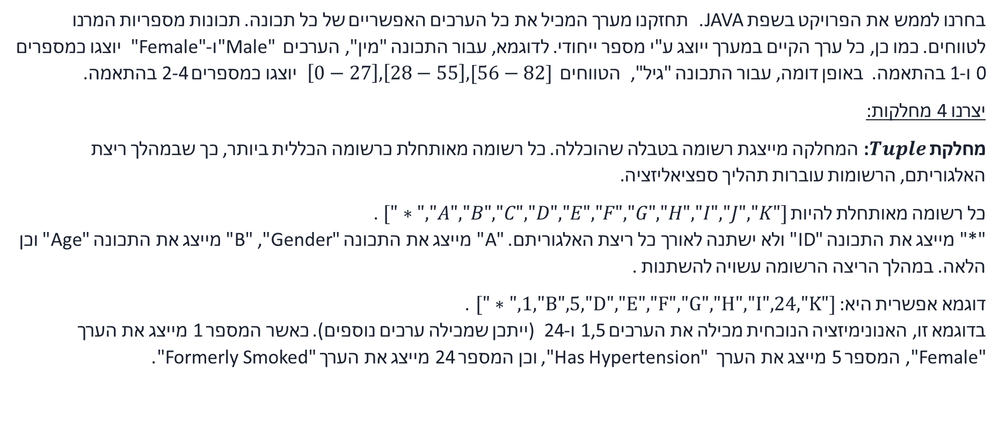 בחרנו לממש את הפרויקט בשפת JAVA. תחזקנו מערך המכיל את כל הערכים האפשריים של כל תכונה. תכונות מספריות המרנו
לטווחים. כמו כן, כל ערך הקיים במערך ייוצג ע"י מספר ייחודי. לדוגמא, עבור התכונה "מין", הערכים "Male" ו-"Female" יוצגו כמספרים
0 ו-1 בהתאמה. באופן דומה, עבור התכונה "גיל", הטווחים [0 − 27],[28 − 55],[56 − 82] יוצגו כמספרים 2-4 בהתאמה.
יצרנו 4 מחלקות:
מחלקת Tuple: המחלקה מייצגת רשומה בטבלה שהוכללה. כל רשומה מאותחלת כרשומה הכללית ביותר, כך שבמהלך ריצת
האלגוריתם, הרשומות עוברות תהליך ספציאליזציה.
כל רשומה מאותחלת להיות [" * ","A","B","C","D","E","F","G","H","I","J","K"] .
"*" מייצג את התכונה "ID" ולא ישתנה לאורך כל ריצת האלגוריתם. "A" מייצג את התכונה "Gender", "B" מייצג את התכונה "Age" וכן
הלאה. במהלך הריצה הרשומה עשויה להשתנות .
דוגמא אפשרית היא: [" * ",1,"B",5,"D","E","F","G","H","I",24,"K"] .
בדוגמא זו, האנונימיזציה הנוכחית מכילה את הערכים 1,5 ו-24 (ייתכן שמכילה ערכים נוספים). כאשר המספר 1 מייצג את הערך
"Female", המספר 5 מייצג את הערך "Has Hypertension", וכן המספר 24 מייצג את הערך "Formerly Smoked".